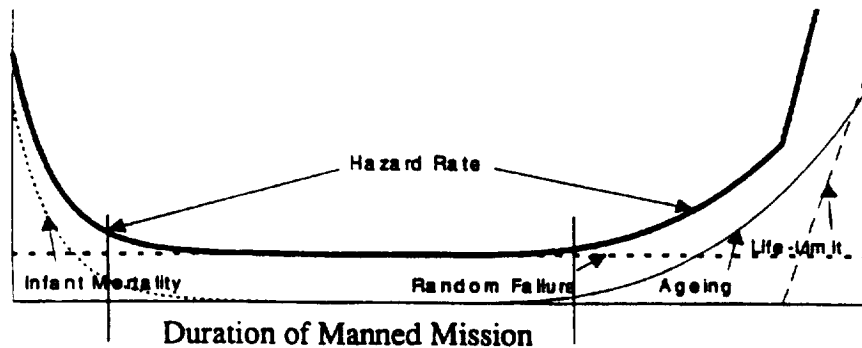 Hazard Rate
Life-Limit
Infant Mortality
Random Failure
Ageing
Duration of Manned Mission